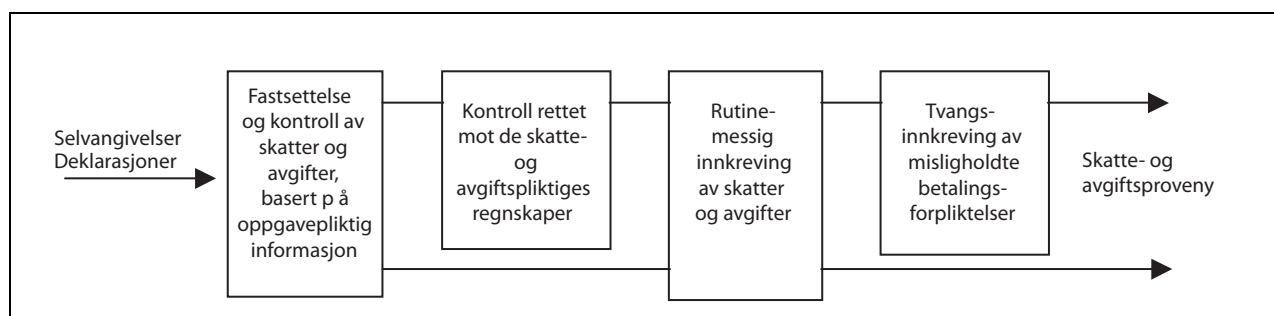 Selvangivelser
Deklarasjoner
Fastsettelse
og kontroll av
skatter og
avgifter,
basert p å
oppgavepliktig
informasjon
Kontroll rettet
mot de skatte-
og
avgiftspliktiges
regnskaper
Rutine-
messig
innkreving
av skatter
og avgifter
Tvangs-
innkreving av
misligholdte
betalings-
forpliktelser
Skatte- og
avgiftsproveny